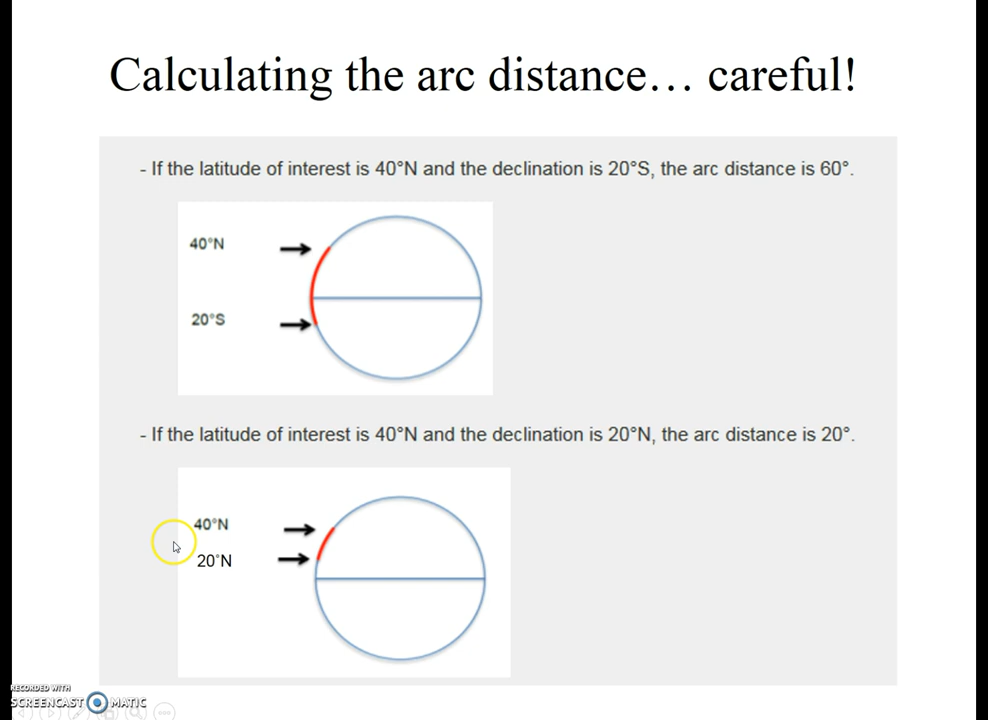 Calculating the arc distance… careful!
- If the latitude of interest is 40°N and the declination is 20°S, the arc distance is 60°.
40°N
20°S
- If the latitude of interest is 40°N and the declination is 20°N, the arc distance is 20°.
40°N
20°N
RECORDED WITH
SCREENCAST MATIC